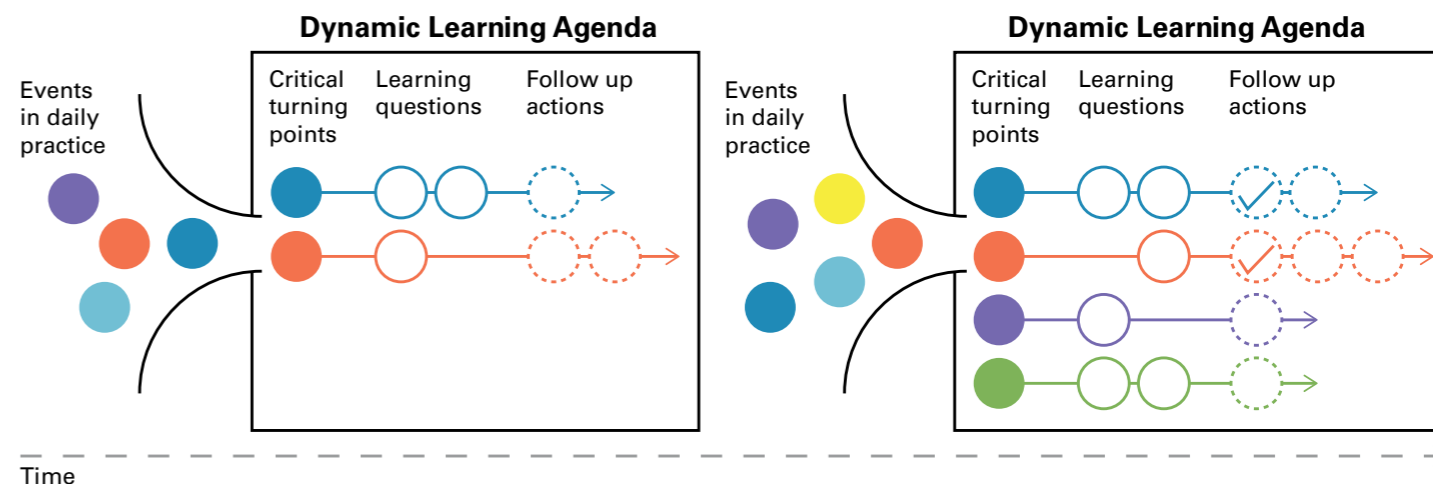 Dynamic Learning Agenda
Events
in daily
practice
Critical
turning
points
Learning
questions
Follow up
actions
Dynamic Learning Agenda
Events
in daily
practice
Critical
turning
points
Learning
questions
Follow up
actions
Time